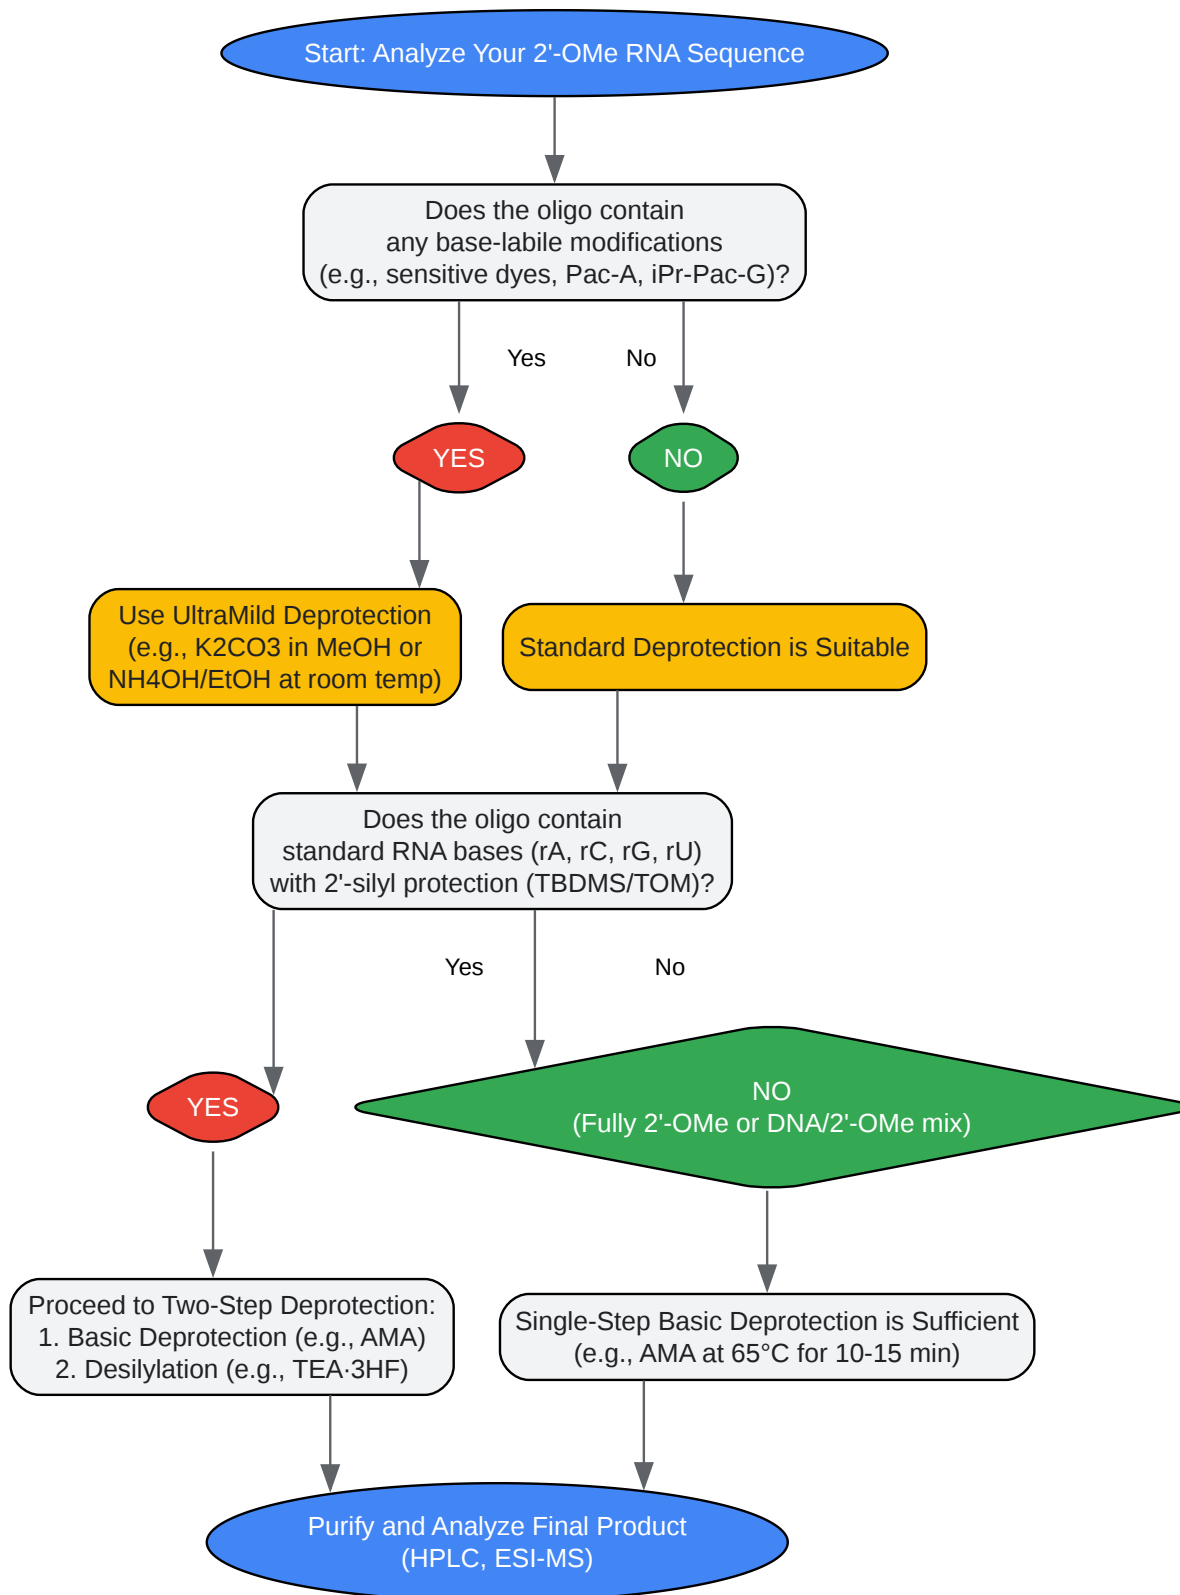 Start: Analyze Your 2'-OMe RNA Sequence
Does the oligo contain
any base-labile modifications
(e.g., sensitive dyes, Pac-A, iPr-Pac-G)?
Yes
No
YES
NO
Use UltraMild Deprotection
(e.g., K2CO3 in MeOH or
NH4OH/EtOH at room temp)
Standard Deprotection is Suitable
Does the oligo contain
standard RNA bases (rA, rC, rG, rU)
with 2'-silyl protection (TBDMS/TOM)?
Yes
No
YES
NO
(Fully 2'-OMe or DNA/2'-OMe mix)
Proceed to Two-Step Deprotection:
1. Basic Deprotection (e.g., AMA)
2. Desilylation (e.g., TEA·3HF)
Single-Step Basic Deprotection is Sufficient
(e.g., AMA at 65°C for 10-15 min)
Purify and Analyze Final Product
(HPLC, ESI-MS)